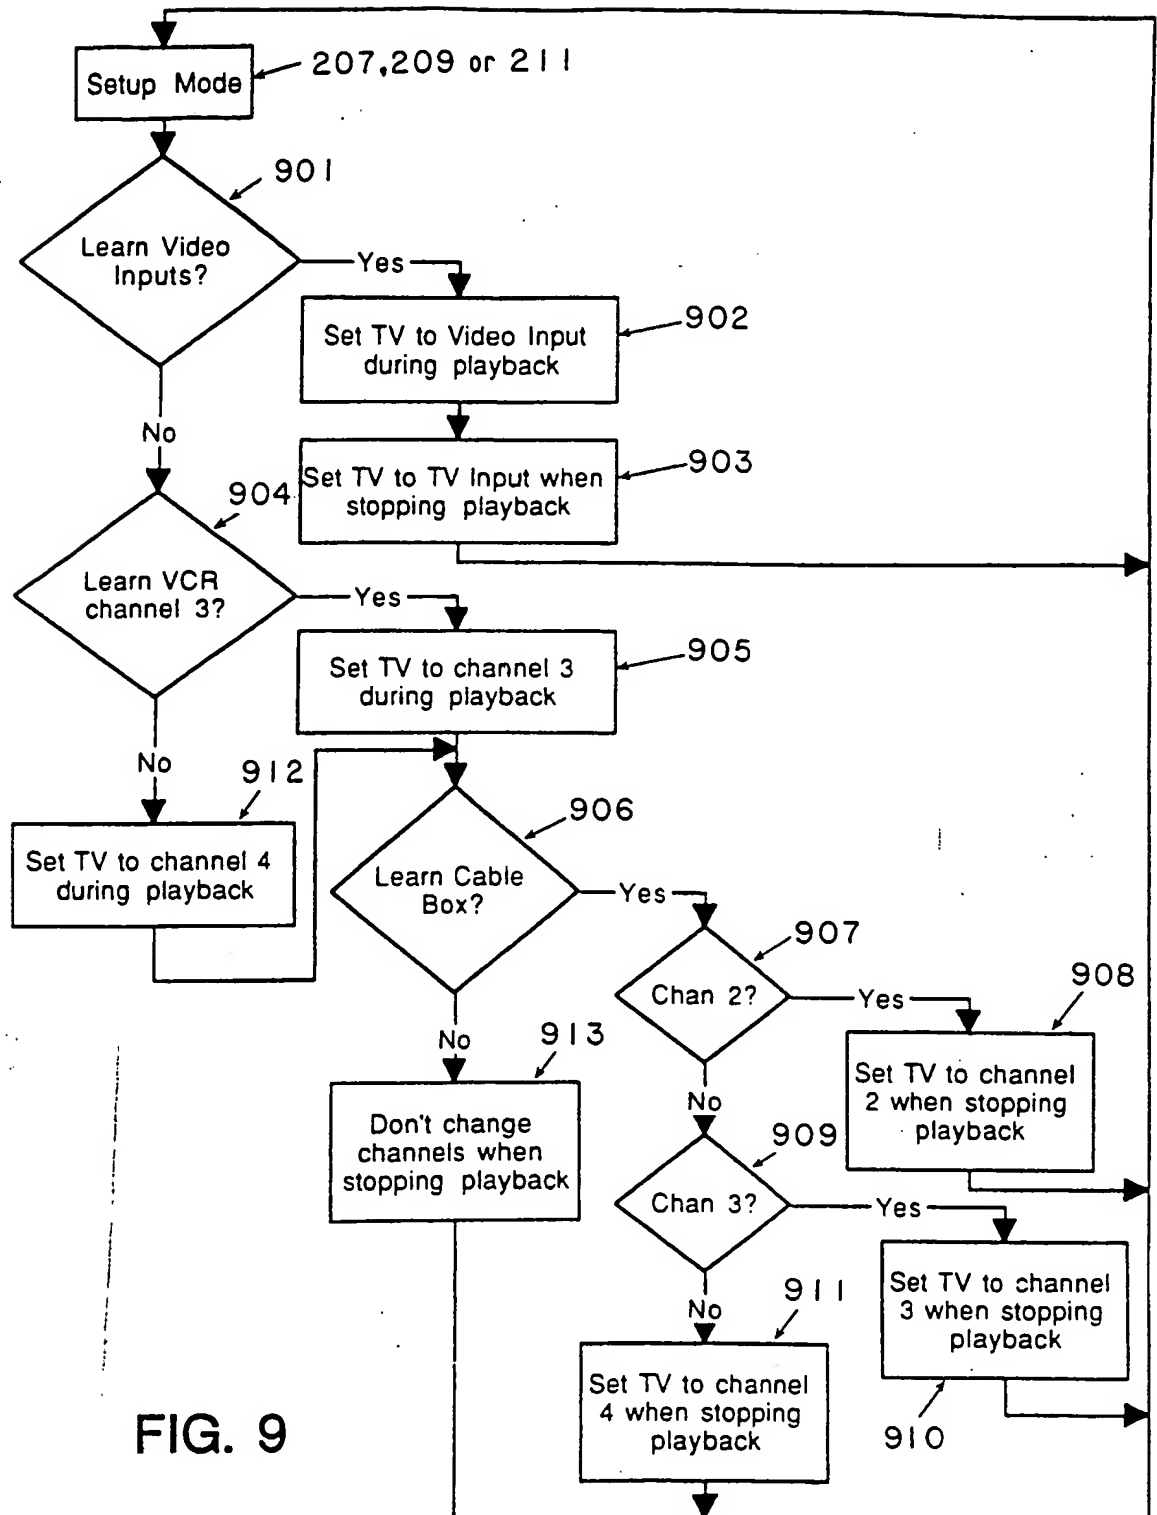 207,209 or 211
Setup Mode
901
Learn Video
Inputs?
Yes
902
Set TV to Video Input
during playback
No
903
Set TV to TV Input when
stopping playback
904
Learn VCR
channel 3?
Yes
905
Set TV to channel 3
during playback
No
912
Set TV to channel 4
during playback
906
Learn Cable
Box?
Yes
907
Chan 2?
Yes
908
Set TV to channel
2 when stopping
playback
No
913
Don't change
channels when
stopping playback
No
909
Chan 3?
Yes
Set TV to channel
3 when stopping
playback
910
No
911
Set TV to channel
4 when stopping
playback
FIG. 9